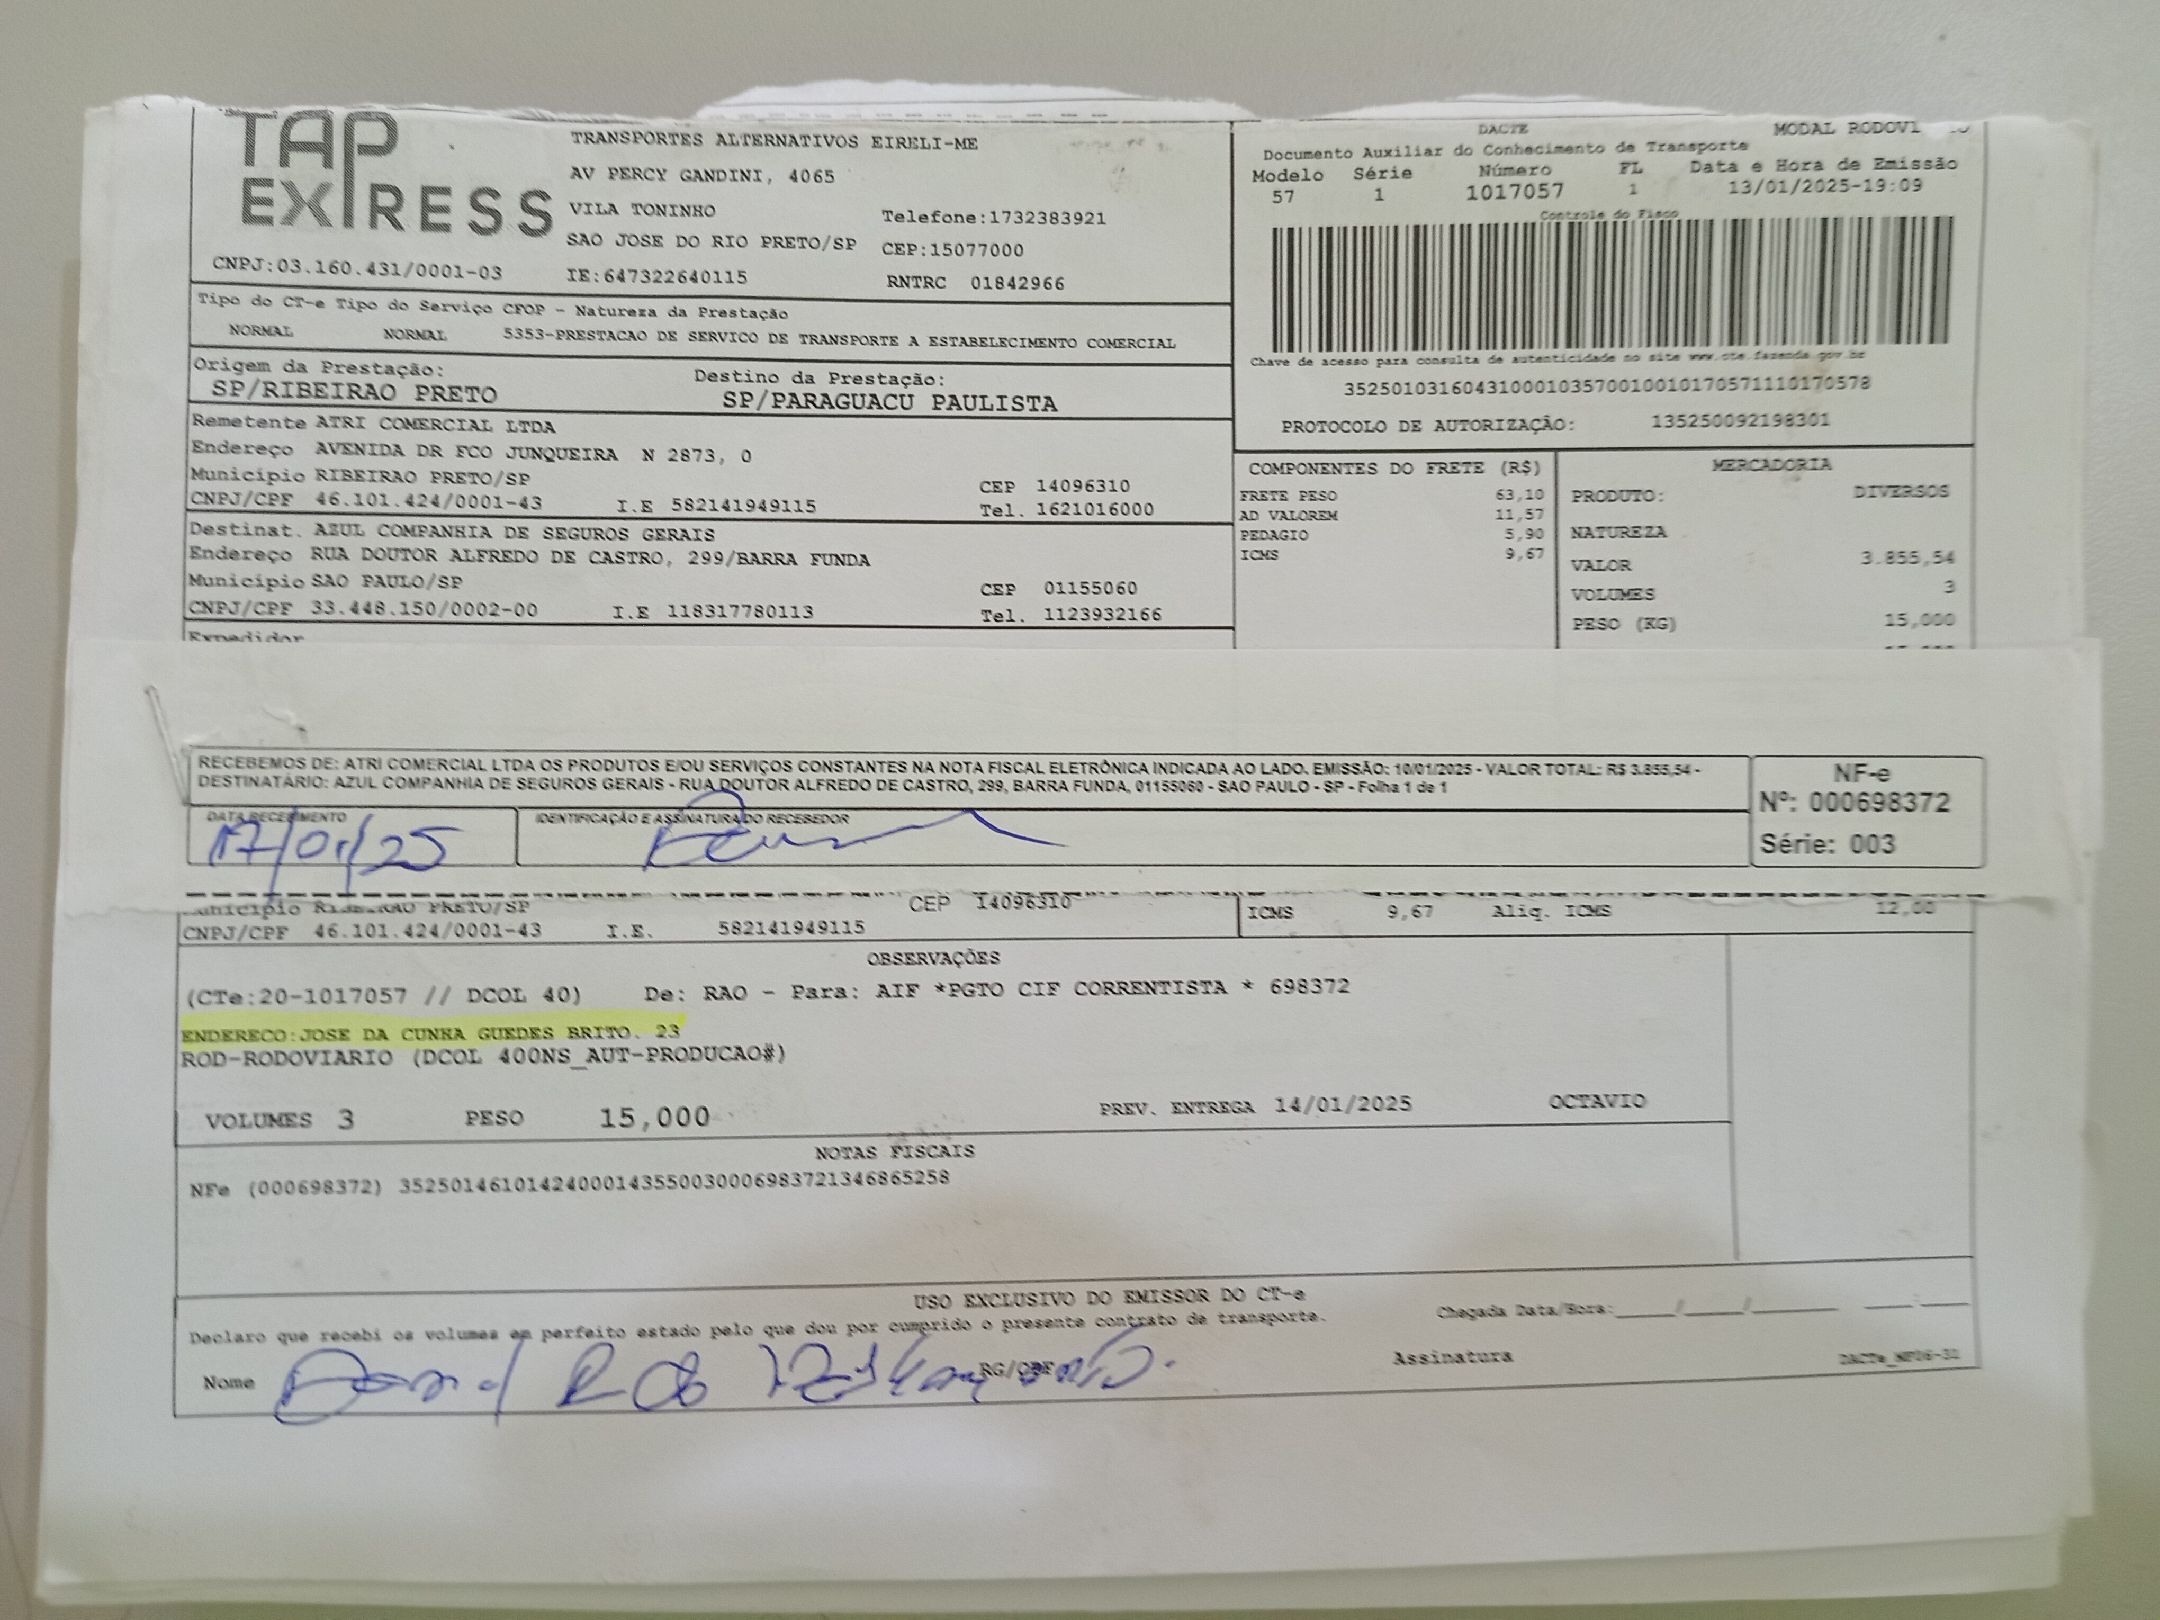 TAP EXPRESS
TRANSPORTES ALTERNATIVOS EIRELI-ME
AV PERCY GANDINI, 4065
VILA TONINHO
Telefone:1732383921
SAO JOSE DO RIO PRETO/SP CEP:15077000
CNPJ:03.160.431/0001-03 IE:647322640115 RNTRC 01842966
DACTE MODAL
Documento Auxiliar do Conhecimento de Transporte
Modelo Série Número FL Data e Hora de Emissão
57 1 1017057 1 13/01/2025-19:09
Controle do Fisco
Chave de acesso para consulta de autenticidade no site www.cte.fazenda.gov.br
35250103160431000103570010010170571110170578
PROTOCOLO DE AUTORIZAÇÃO: 135250092198301
Tipo do CT-e Tipo do Serviço CFOP - Natureza da Prestação
NORMAL NORMAL 5353-PRESTACAO DE SERVICO DE TRANSPORTE A ESTABELECIMENTO COMERCIAL
Origem da Prestação: Destino da Prestação:
SP/RIBEIRAO PRETO SP/PARAGUACU PAULISTA
Remetente ATRI COMERCIAL LTDA
Endereço AVENIDA DR FCO JUNQUEIRA N 2873, 0
Município RIBEIRAO PRETO/SP CEP 14096310
CNPJ/CPF 46.101.424/0001-43 I.E 582141949115 Tel. 1621016000
Destinat. AZUL COMPANHIA DE SEGUROS GERAIS
Endereço RUA DOUTOR ALFREDO DE CASTRO, 299/BARRA FUNDA
Município SAO PAULO/SP CEP 01155060
CNPJ/CPF 33.448.150/0002-00 I.E 118317780113 Tel. 1123932166
Expedidor
COMPONENTES DO FRETE (R$)
FRETE PESO 63,10
AD VALOREM 11,57
PEDAGIO 5,90
ICMS 9,67
MERCADORIA
PRODUTO: DIVERSOS
NATUREZA
VALOR 3.855,54
VOLUMES 3
PESO (KG) 15,000
RECEBEMOS DE: ATRI COMERCIAL LTDA OS PRODUTOS E/OU SERVIÇOS CONSTANTES NA NOTA FISCAL ELETRÔNICA INDICADA AO LADO. EMISSÃO: 10/01/2025 - VALOR TOTAL: R$ 3.855,54 -
DESTINATÁRIO: AZUL COMPANHIA DE SEGUROS GERAIS - RUA DOUTOR ALFREDO DE CASTRO, 299, BARRA FUNDA, 01155060 - SAO PAULO - SP - Folha 1 de 1
DATA RECEBIMENTO IDENTIFICAÇÃO E ASSINATURA DO RECEBEDOR
17/01/25
NF-e
Nº: 000698372
Série: 003
Município RIBEIRAO PRETO/SP CEP 14096310
CNPJ/CPF 46.101.424/0001-43 I.E. 582141949115
ICMS 9,67 Aliq. ICMS 12,00
OBSERVAÇÕES
(CTe:20-1017057 // DCOL 40) De: RAO - Para: AIF *PGTO CIF CORRENTISTA * 698372
ENDERECO:JOSE DA CUNHA GUEDES BRITO. 23
ROD-RODOVIARIO (DCOL 400NS_AUT-PRODUCAO#)
VOLUMES 3 PESO 15,000 PREV. ENTREGA 14/01/2025 OCTAVIO
NOTAS FISCAIS
NFe (000698372) 35250146101424000143550030006983721346865258
USO EXCLUSIVO DO EMISSOR DO CT-e
Declaro que recebi os volumes em perfeito estado pelo que dou por cumprido o presente contrato de transporte.
Chegada Data/Hora:____/____/____ __:__
Nome RG/CPF Assinatura